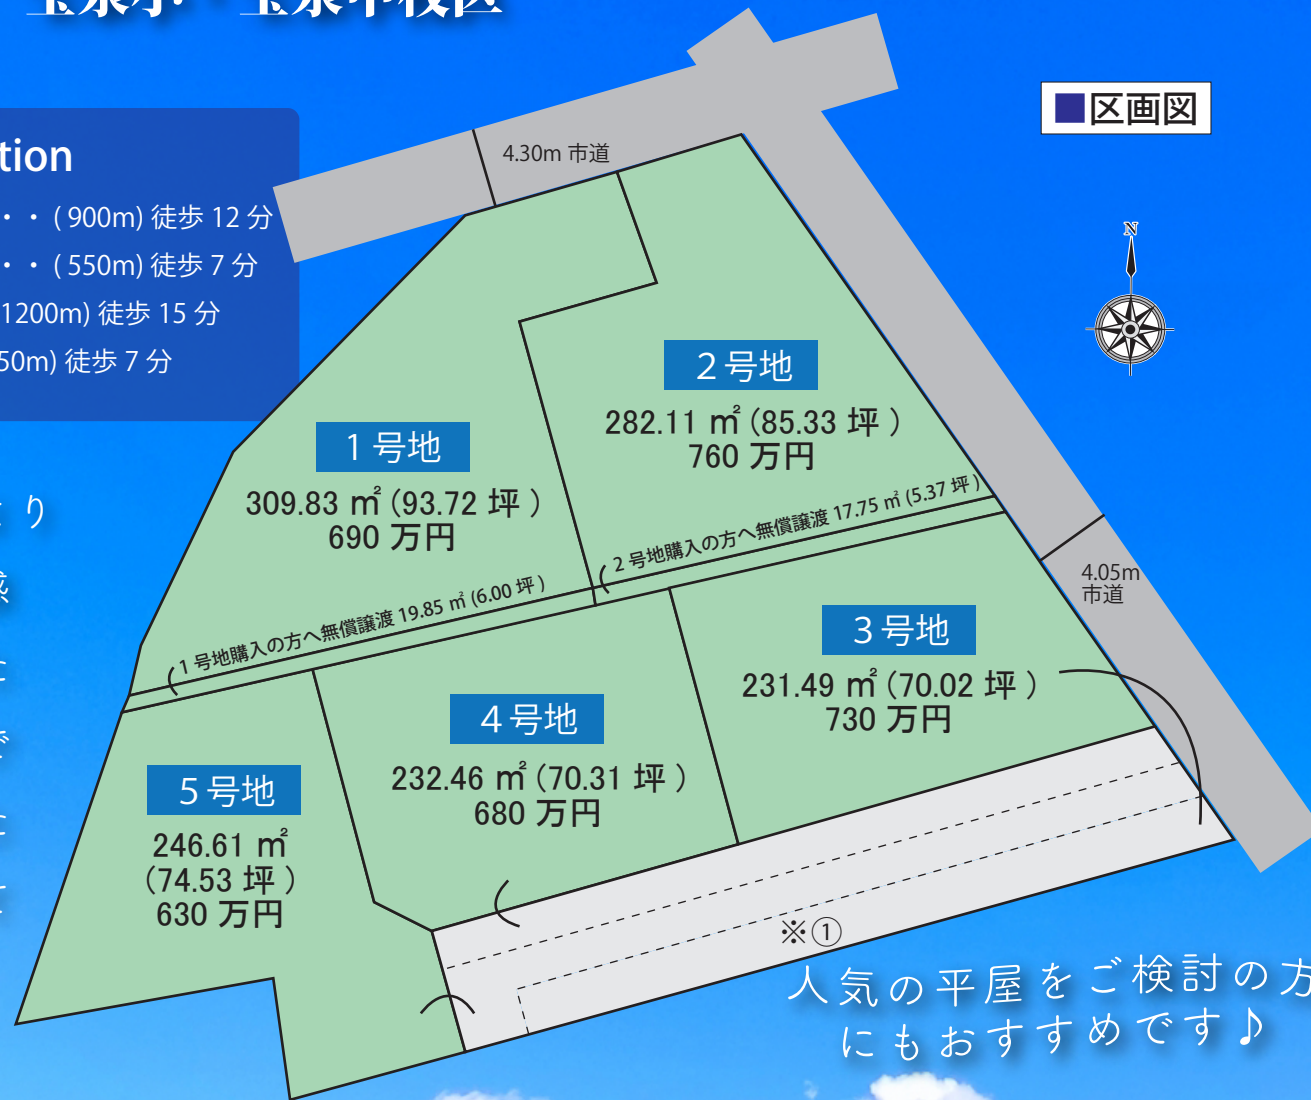 ■区画図
4.30m 市道
tion
・・ ( 900m) 徒歩 12 分
・・ ( 550m) 徒歩 7 分
1200m) 徒歩 15 分
50m) 徒歩 7 分
N
２号地
282.11 ㎡ (85.33 坪 )
760 万円
１号地
309.83 ㎡ (93.72 坪 )
690 万円
2 号地購入の方へ無償譲渡 17.75 ㎡ (5.37 坪 )
1 号地購入の方へ無償譲渡 19.85 ㎡ (6.00 坪 )
4.05m
市道
３号地
231.49 ㎡ (70.02 坪 )
730 万円
４号地
232.46 ㎡ (70.31 坪 )
680 万円
５号地
246.61 ㎡
(74.53 坪 )
630 万円
※①
人気の平屋をご検討の方
にもおすすめです♪